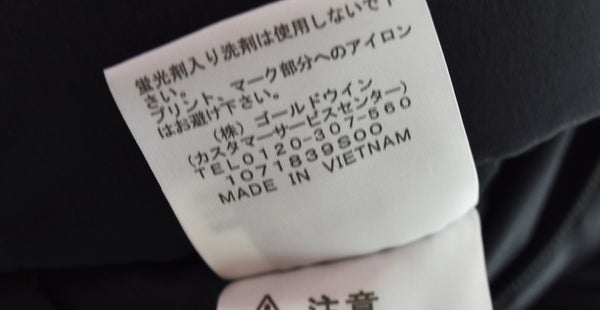 蛍光剤入り洗剤は使用しないで下
さい。
プリント、マーク部分へのアイロン
はお避け下さい。
(株) ゴールドウイン
(カスタマーサービスセンター)
TEL0120-307-560
1071839S00
MADE IN VIETNAM
注意